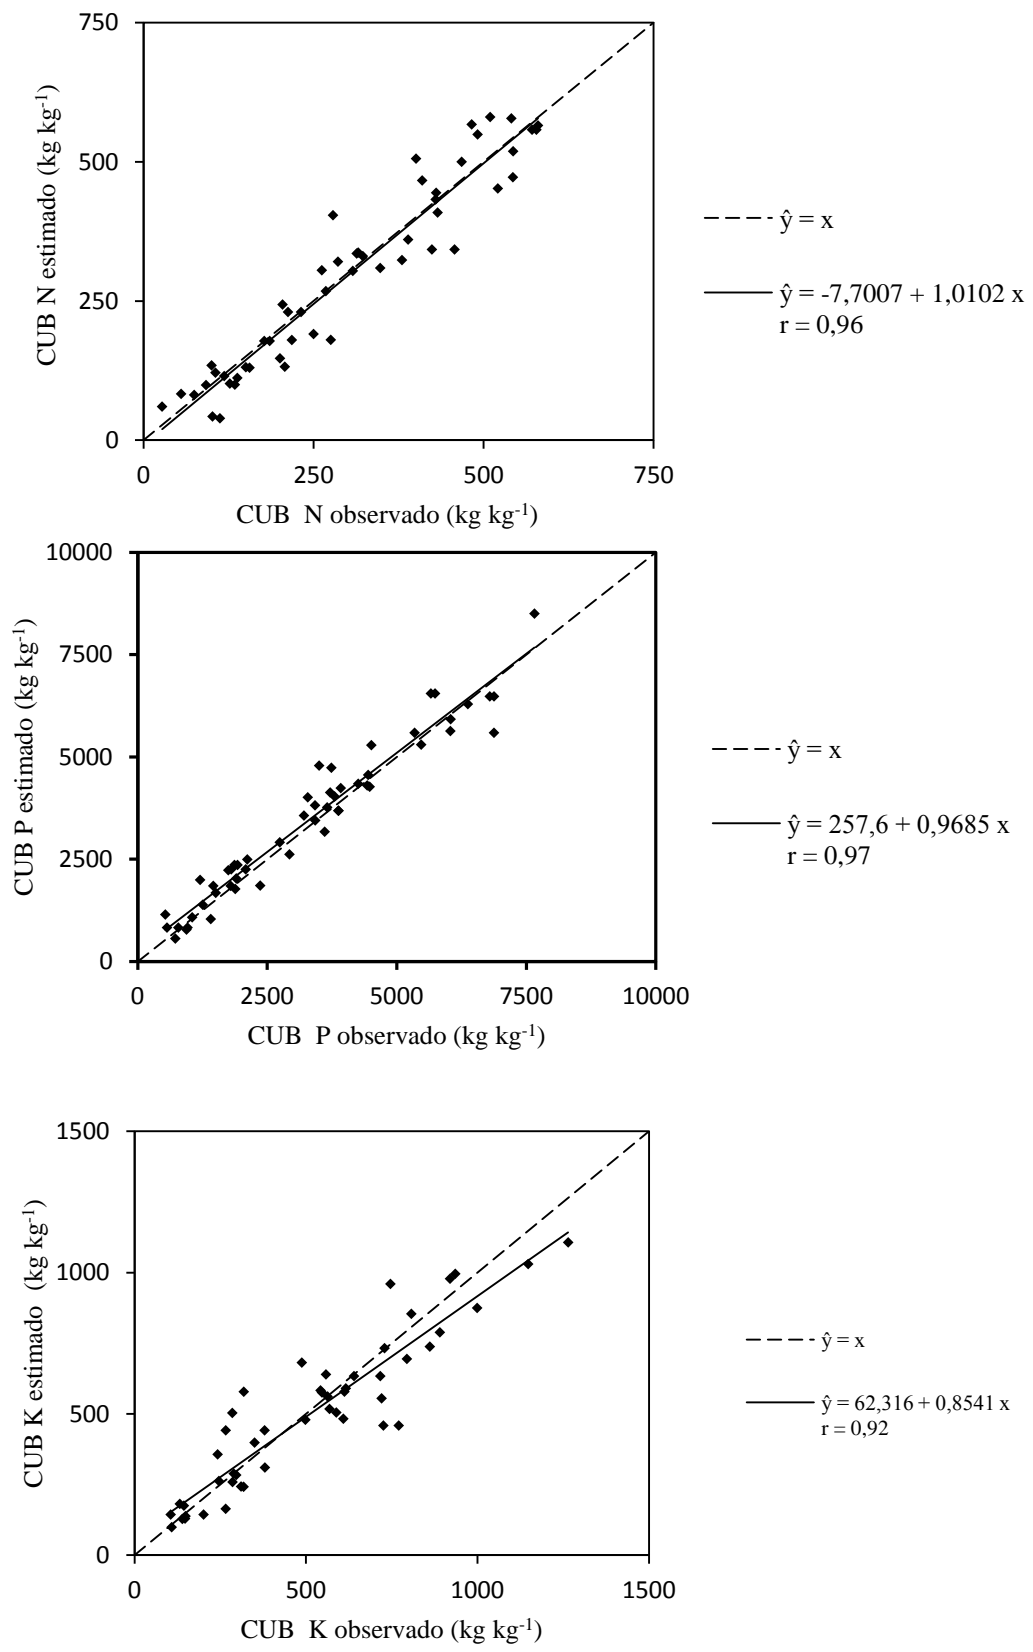 750
500
250
0
CUB N estimado (kg kg⁻¹)
0 250 500 750
CUB N observado (kg kg⁻¹)
ŷ = x
ŷ = -7,7007 + 1,0102 x
r = 0,96
10000
7500
5000
2500
0
CUB P estimado (kg kg⁻¹)
0 2500 5000 7500 10000
CUB P observado (kg kg⁻¹)
ŷ = x
ŷ = 257,6 + 0,9685 x
r = 0,97
1500
1000
500
0
CUB K estimado (kg kg⁻¹)
0 500 1000 1500
CUB K observado (kg kg⁻¹)
ŷ = x
ŷ = 62,316 + 0,8541 x
r = 0,92